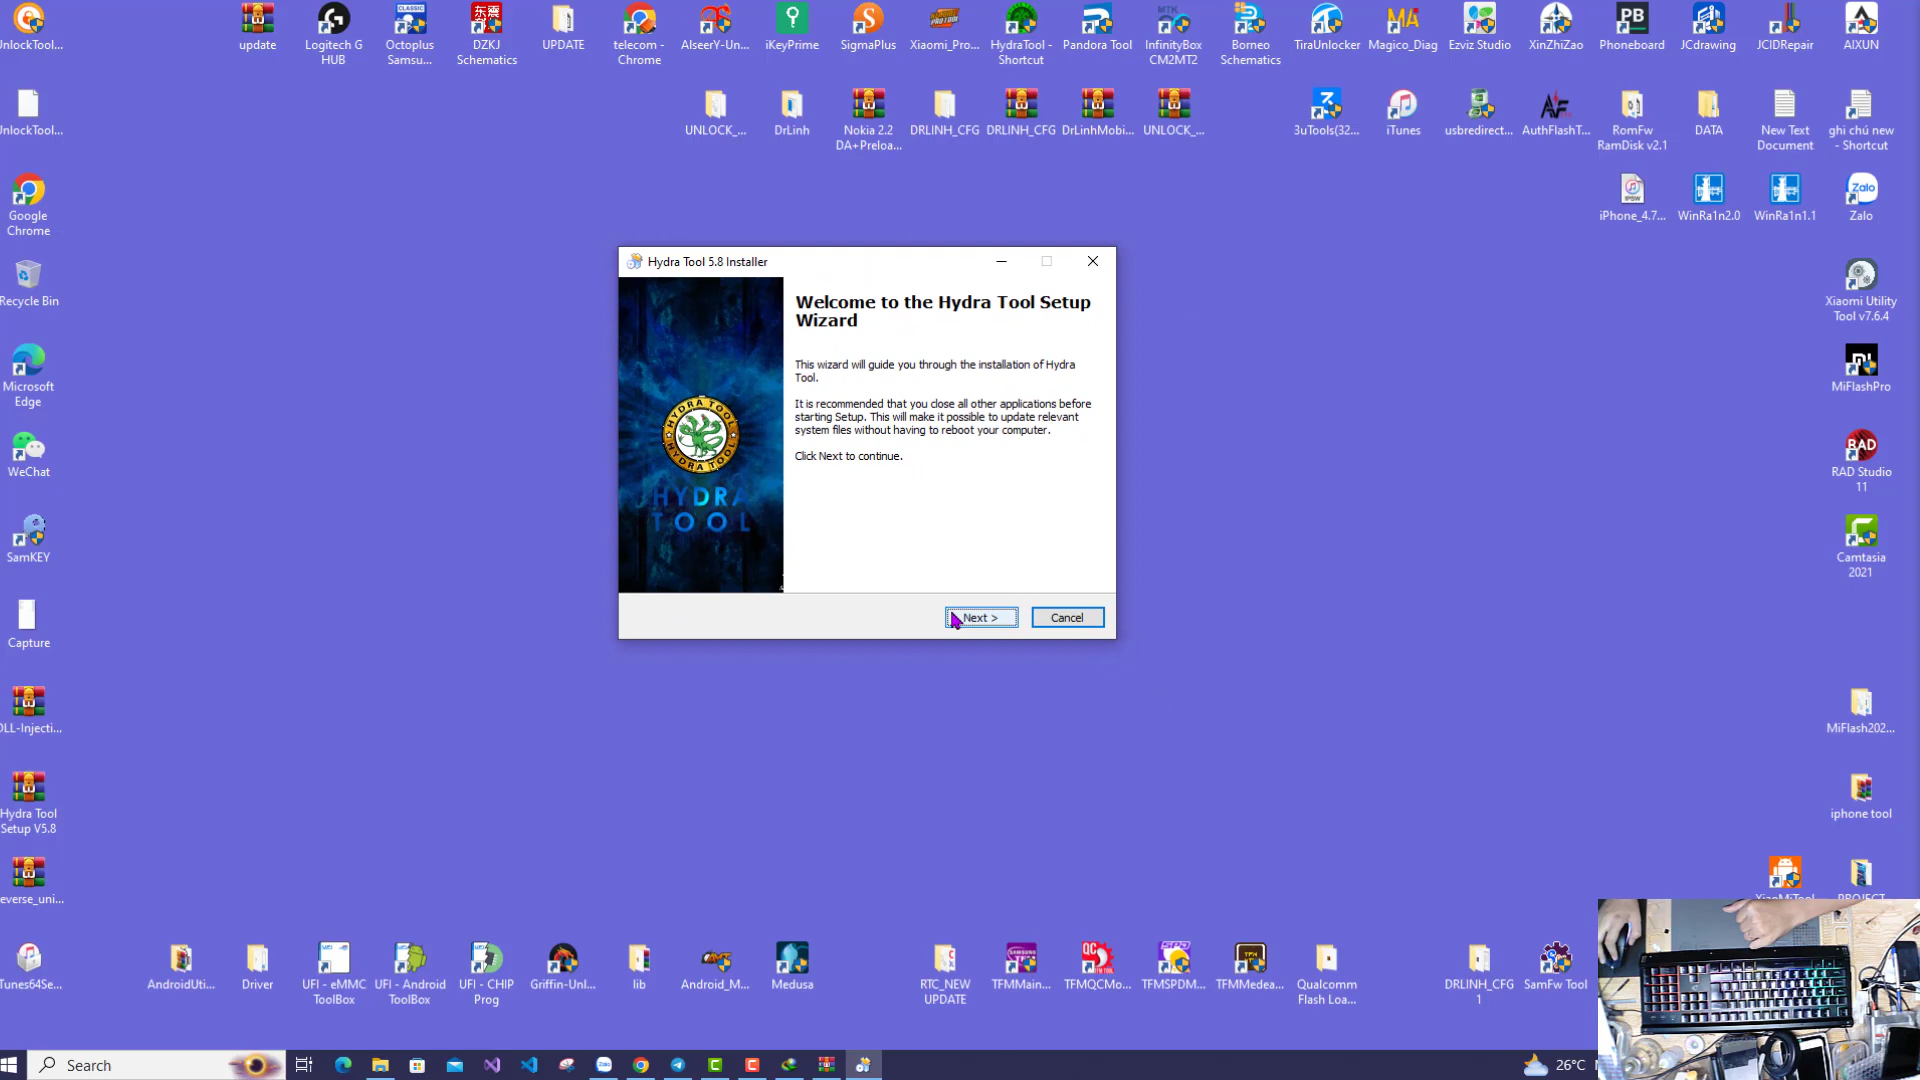 UnlockTool...
update
Logitech G
HUB
Octoplus
Samsu...
DZKJ
Schematics
UPDATE
telecom -
Chrome
AlseerY-Un...
iKeyPrime
SigmaPlus
Xiaomi_Pro...
HydraTool -
Shortcut
Pandora Tool
InfinityBox
CM2MT2
Borneo
Schematics
TiraUnlocker
Magico_Diag
Ezviz Studio
XinZhiZao
Phoneboard
JCdrawing
JCIDRepair
AIXUN
UnlockTool...
UNLOCK_...
DrLinh
Nokia 2.2
DA+Preloa...
DRLINH_CFG
DRLINH_CFG
DrLinhMobi...
UNLOCK_...
3uTools(32...
iTunes
usbredirect...
AuthFlashT...
RomFw
RamDisk v2.1
DATA
New Text
Document
ghi chú new
- Shortcut
Google
Chrome
iPhone_4.7...
WinRa1n2.0
WinRa1n1.1
Zalo
Recycle Bin
Xiaomi Utility
Tool v7.6.4
Microsoft
Edge
MiFlashPro
WeChat
RAD Studio
11
SamKEY
Camtasia
2021
Capture
DLL-Injecti...
MiFlash202...
Hydra Tool
Setup V5.8
iphone tool
everse_uni...
XiaoMiTool
PROJECT
Hydra Tool 5.8 Installer
HYDRA TOOL
HYDRA TOOL
HYDRA
TOOL
Welcome to the Hydra Tool Setup
Wizard
This wizard will guide you through the installation of Hydra
Tool.
It is recommended that you close all other applications before
starting Setup. This will make it possible to update relevant
system files without having to reboot your computer.
Click Next to continue.
Next >
Cancel
iTunes64Se...
AndroidUti...
Driver
UFI - eMMC
ToolBox
UFI - Android
ToolBox
UFI - CHIP
Prog
Griffin-Unl...
lib
Android_M...
Medusa
RTC_NEW
UPDATE
TFMMain...
TFMQCMo...
TFMSPDM...
TFMMedea...
Qualcomm
Flash Loa...
DRLINH_CFG
1
SamFw Tool
Search
26°C